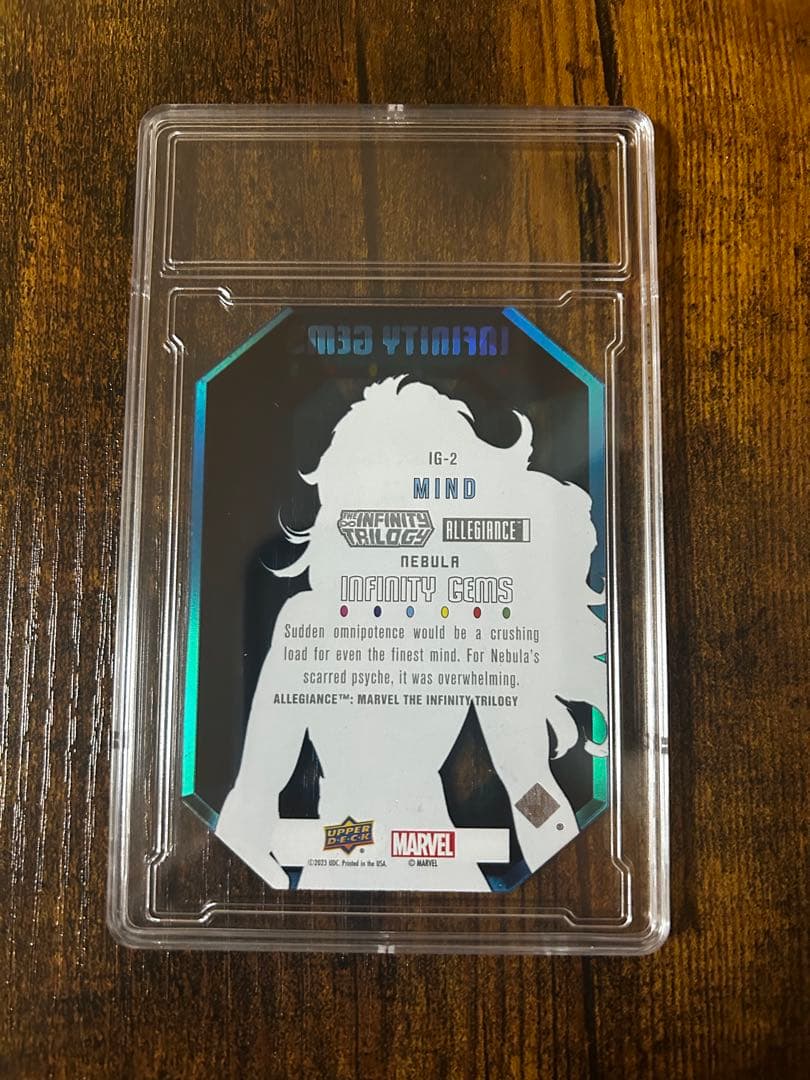 INFINITY GEMS
IG-2
MIND
THE INFINITY TRILOGY ALLEGIANCE
NEBULA
INFINITY GEMS
Sudden omnipotence would be a crushing
load for even the finest mind. For Nebula's
scarred psyche, it was overwhelming.
ALLEGIANCE™: MARVEL THE INFINITY TRILOGY
UPPER DECK ® MARVEL ®
©2023 UDC. Printed in the USA. © MARVEL